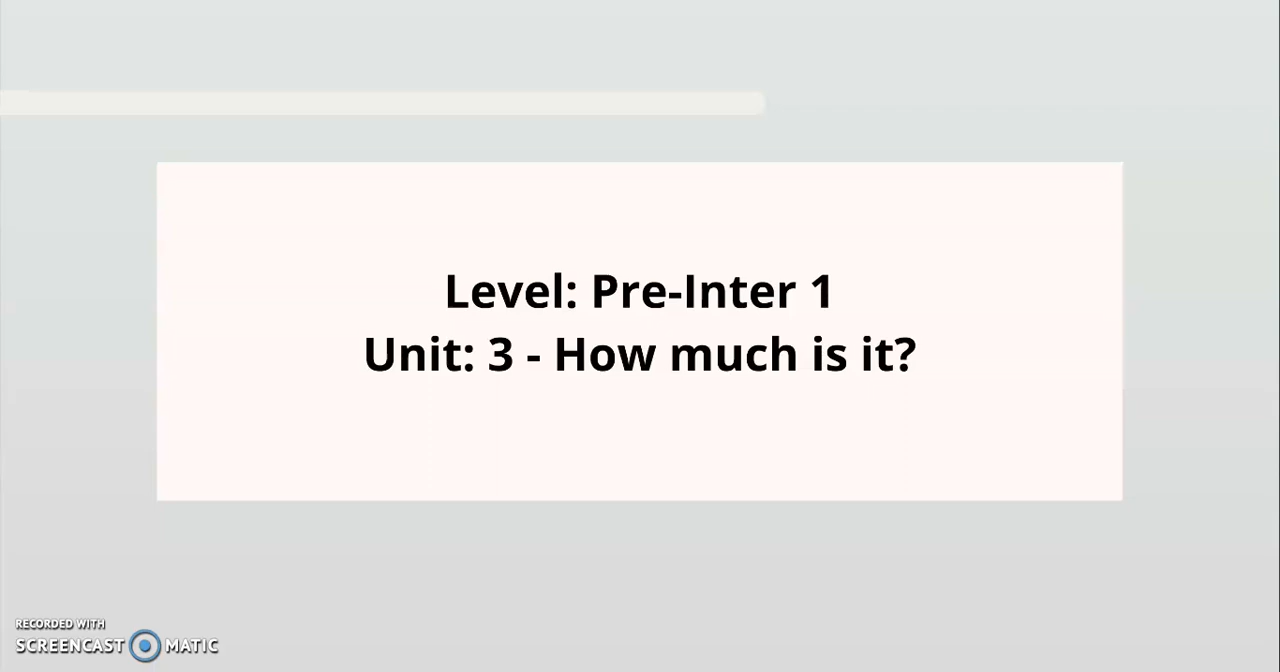 Level: Pre-Inter 1
Unit: 3 - How much is it?
RECORDED WITH
SCREENCAST MATIC